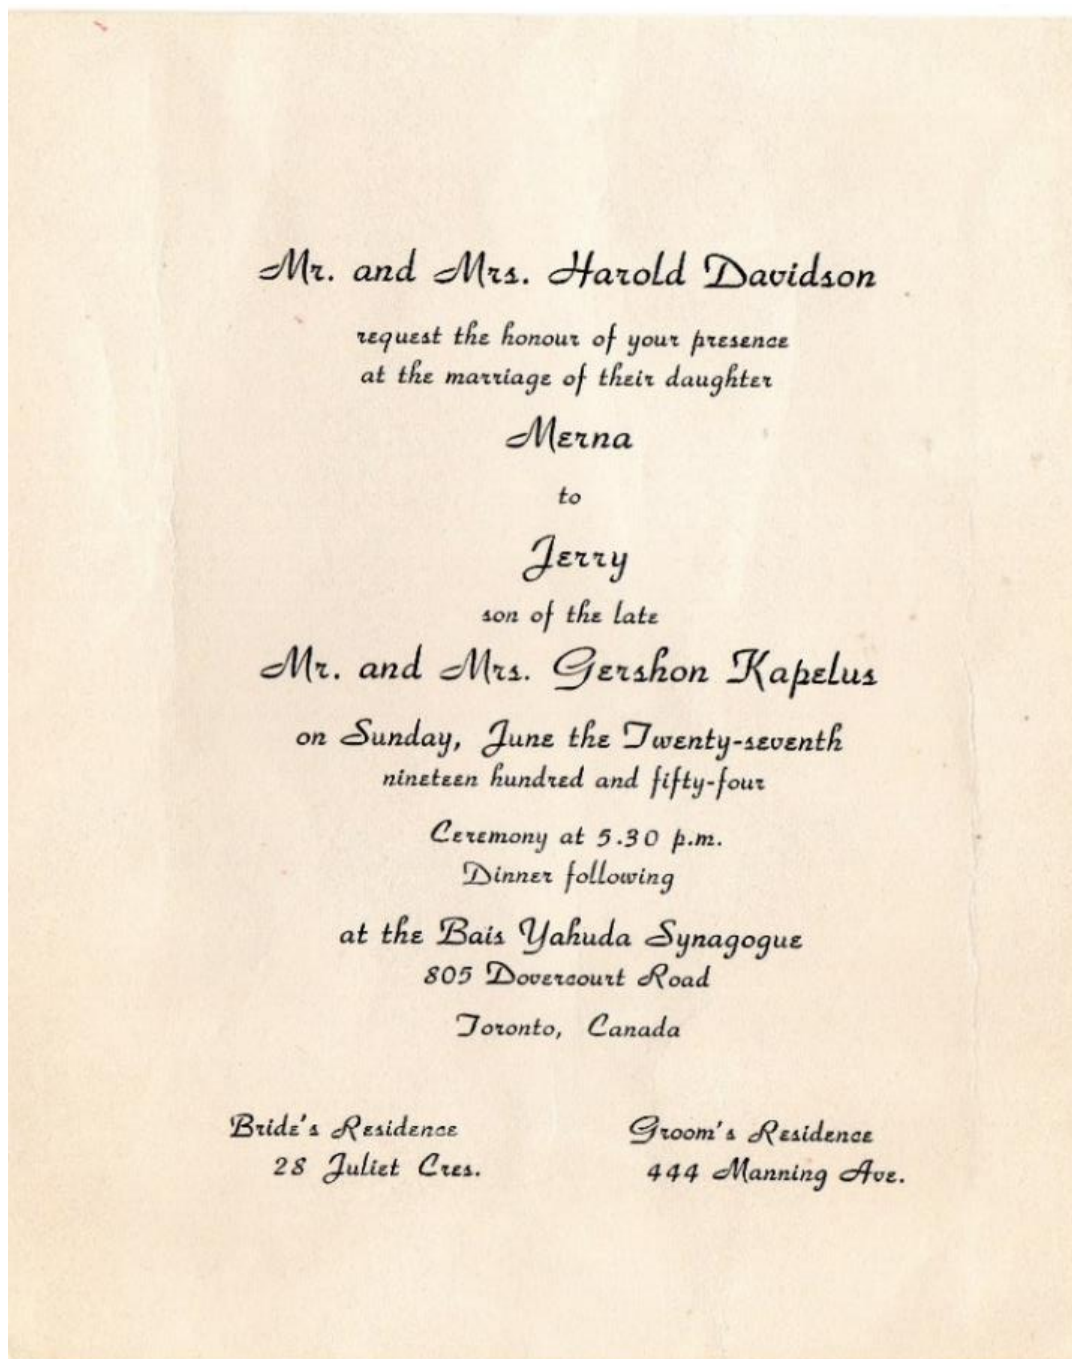 Mr. and Mrs. Harold Davidson
request the honour of your presence
at the marriage of their daughter
Merna
to
Jerry
son of the late
Mr. and Mrs. Gershon Kapelus
on Sunday, June the Twenty-seventh
nineteen hundred and fifty-four
Ceremony at 5.30 p.m.
Dinner following
at the Bais Yahuda Synagogue
805 Dovercourt Road
Toronto, Canada
Bride's Residence
28 Juliet Cres.
Groom's Residence
444 Manning Ave.